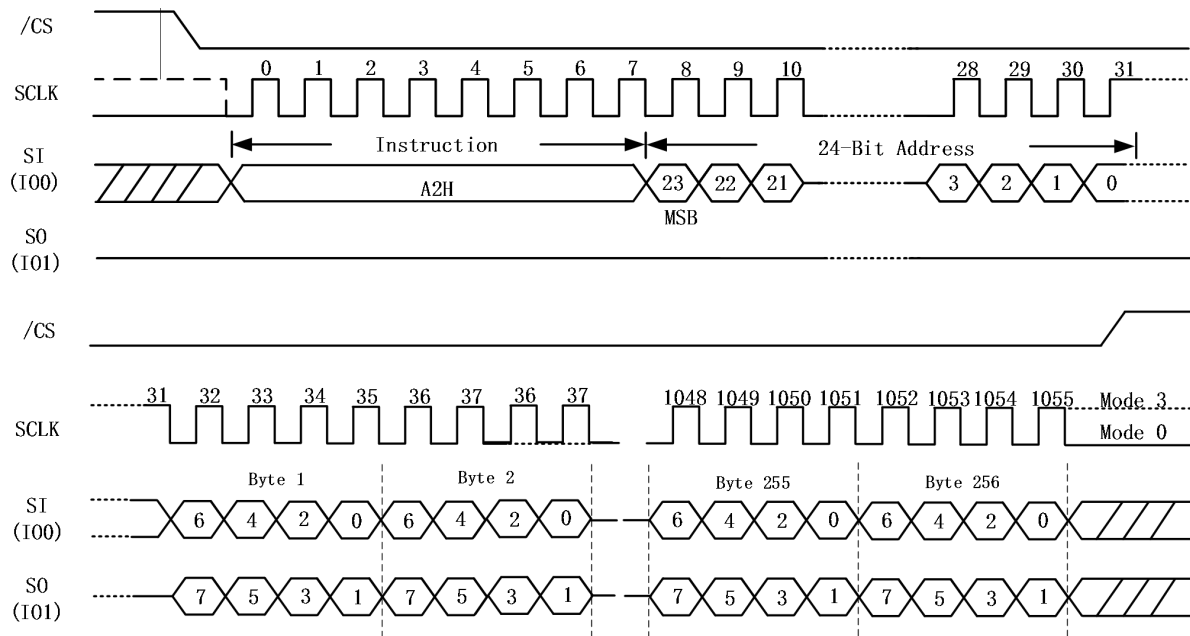 /CS
0 1 2 3 4 5 6 7 8 9 10 28 29 30 31
SCLK
Instruction 24-Bit Address
SI
(IO0)
A2H 23 22 21 3 2 1 0
MSB
SO
(IO1)
/CS
31 32 33 34 35 36 37 36 37 1048 1049 1050 1051 1052 1053 1054 1055 Mode 3
SCLK
Mode 0
Byte 1 Byte 2 Byte 255 Byte 256
SI
(IO0)
6 4 2 0 6 4 2 0 6 4 2 0 6 4 2 0
SO
(IO1)
7 5 3 1 7 5 3 1 7 5 3 1 7 5 3 1